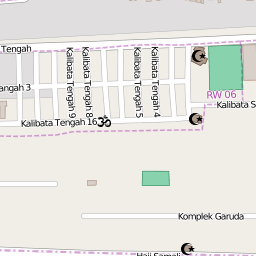 Tengah
Kalibata Tengah 9
Kalibata Tengah 8
Kalibata Tengah 5
Kalibata Tengah 4
angah 3
RW 06
Kalibata S
Kalibata Tengah 16
ॐ
Komplek Garuda
Haji Samali